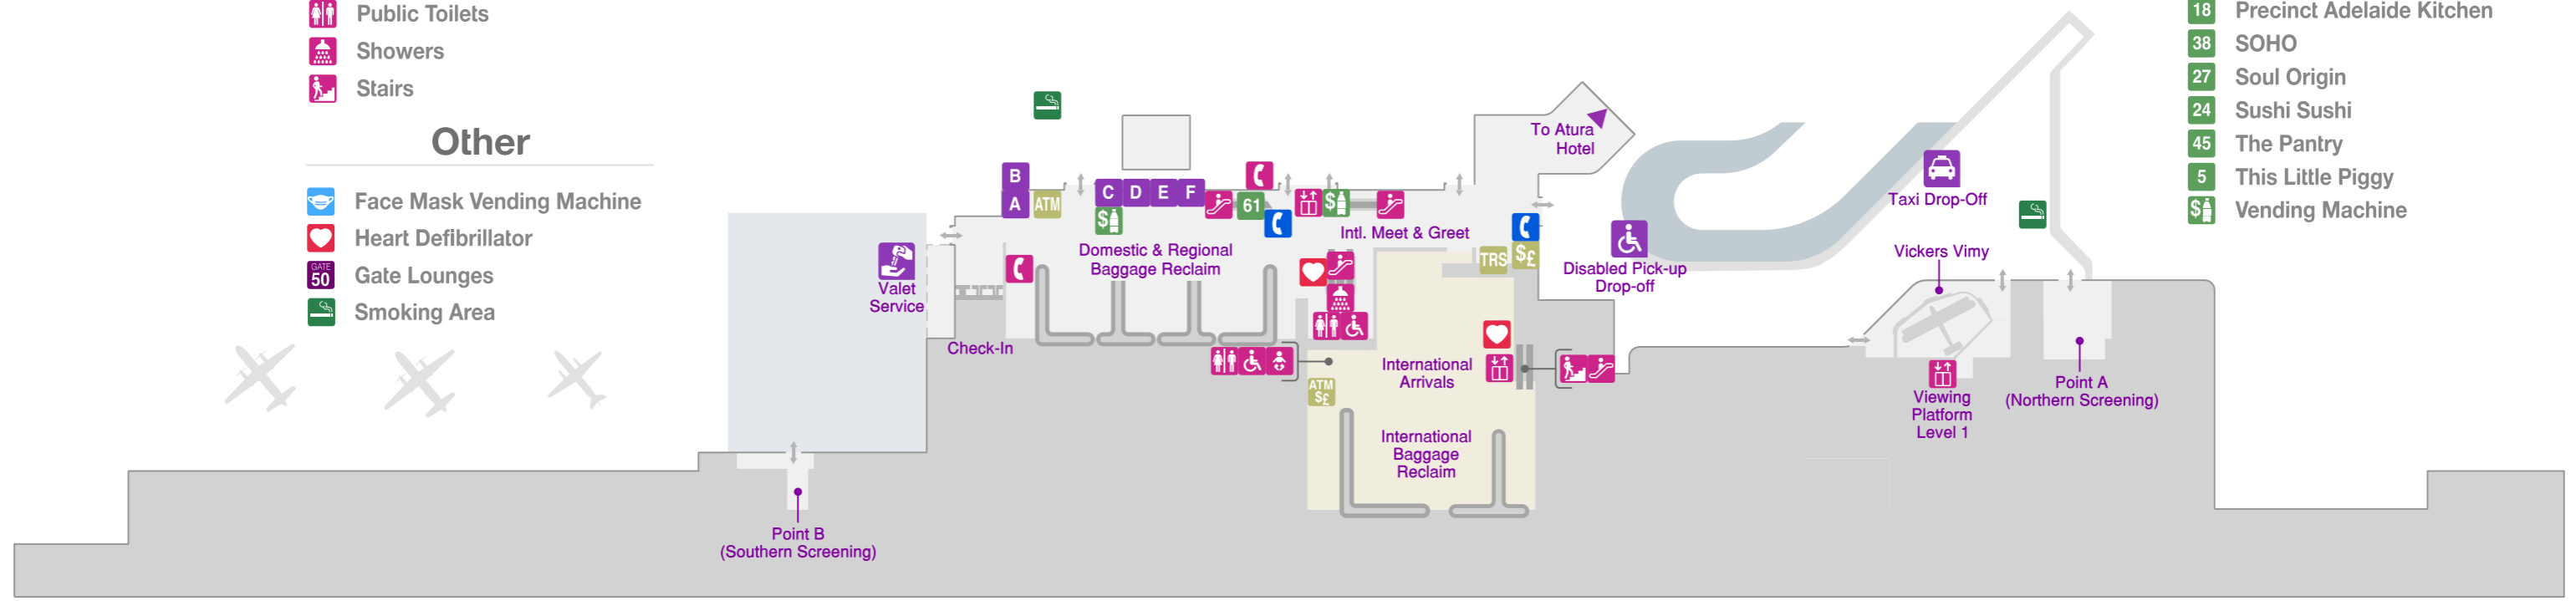 Public Toilets
Showers
Stairs
Other
Face Mask Vending Machine
Heart Defibrillator
GATE
50
Gate Lounges
Smoking Area
18 Precinct Adelaide Kitchen
38 SOHO
27 Soul Origin
24 Sushi Sushi
45 The Pantry
5 This Little Piggy
$ Vending Machine
To Atura
Hotel
B
A
ATM
C D E F
$
61
$
Intl. Meet & Greet
Domestic & Regional
Baggage Reclaim
TRS
$£
Disabled Pick-up
Drop-off
Taxi Drop-Off
Vickers Vimy
Valet
Service
Check-In
International
Arrivals
ATM
$£
International
Baggage
Reclaim
Viewing
Platform
Level 1
Point A
(Northern Screening)
Point B
(Southern Screening)